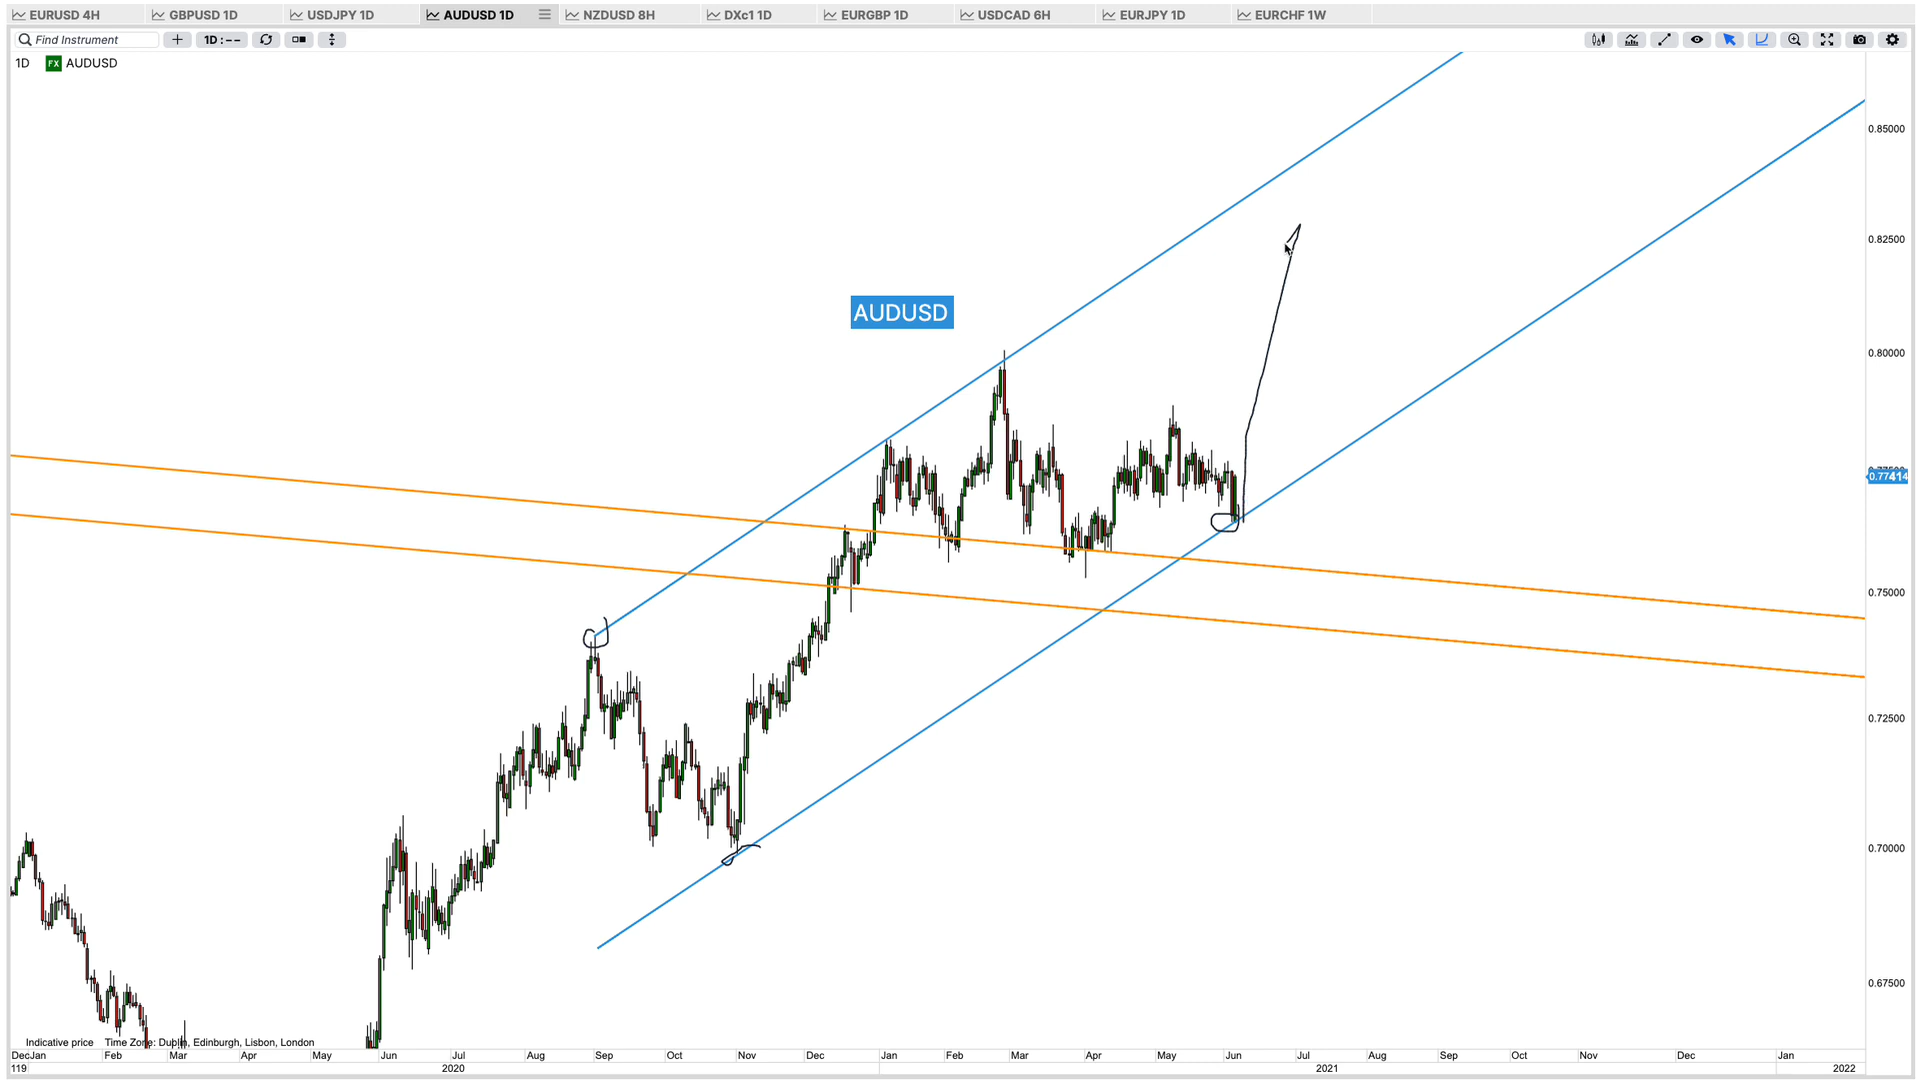 EURUSD 4H GBPUSD 1D USDJPY 1D AUDUSD 1D NZDUSD 8H DXc1 1D EURGBP 1D USDCAD 6H EURJPY 1D EURCHF 1W
Find Instrument 1D : --
1D FX AUDUSD
0.85000
0.82500
AUDUSD
0.80000
0.77500
0.77414
0.75000
0.72500
0.70000
0.67500
Indicative price Time Zone: Dublin, Edinburgh, Lisbon, London
Dec Jan Feb Mar Apr May Jun Jul Aug Sep Oct Nov Dec Jan Feb Mar Apr May Jun Jul Aug Sep Oct Nov Dec Jan
119 2020 2021 2022